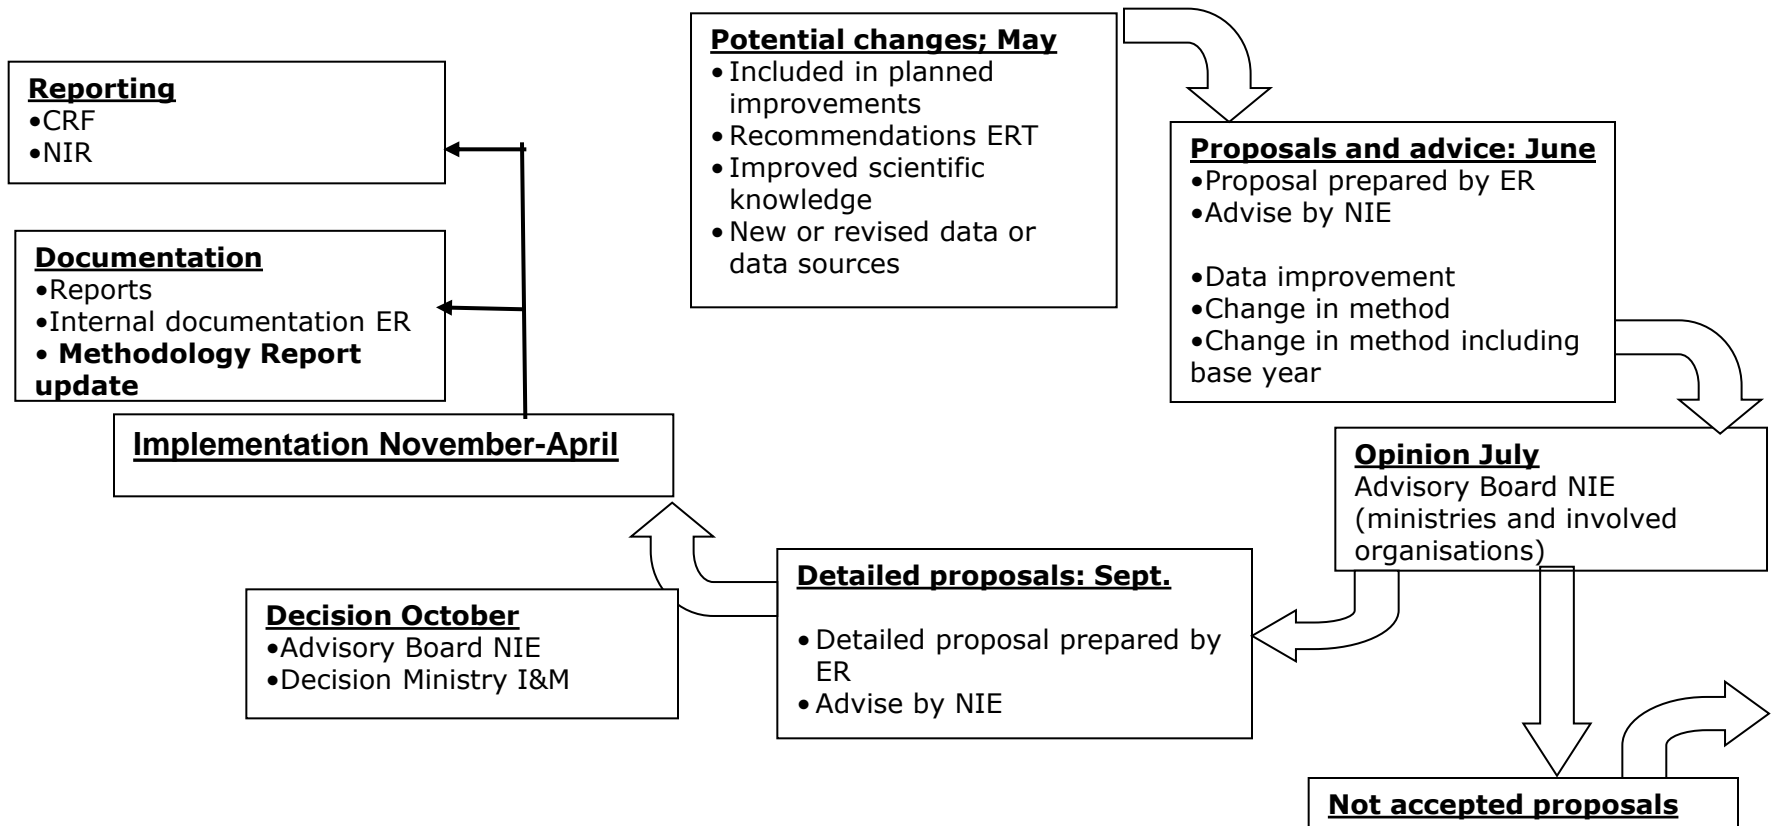 Potential changes; May
• Included in planned
improvements
• Recommendations ERT
• Improved scientific
knowledge
• New or revised data or
data sources
Reporting
•CRF
•NIR
Proposals and advice: June
•Proposal prepared by ER
•Advise by NIE
•Data improvement
•Change in method
•Change in method including
base year
Documentation
•Reports
•Internal documentation ER
• Methodology Report
update
Implementation November-April
Opinion July
Advisory Board NIE
(ministries and involved
organisations)
Detailed proposals: Sept.
• Detailed proposal prepared by
ER
• Advise by NIE
Decision October
•Advisory Board NIE
•Decision Ministry I&M
Not accepted proposals